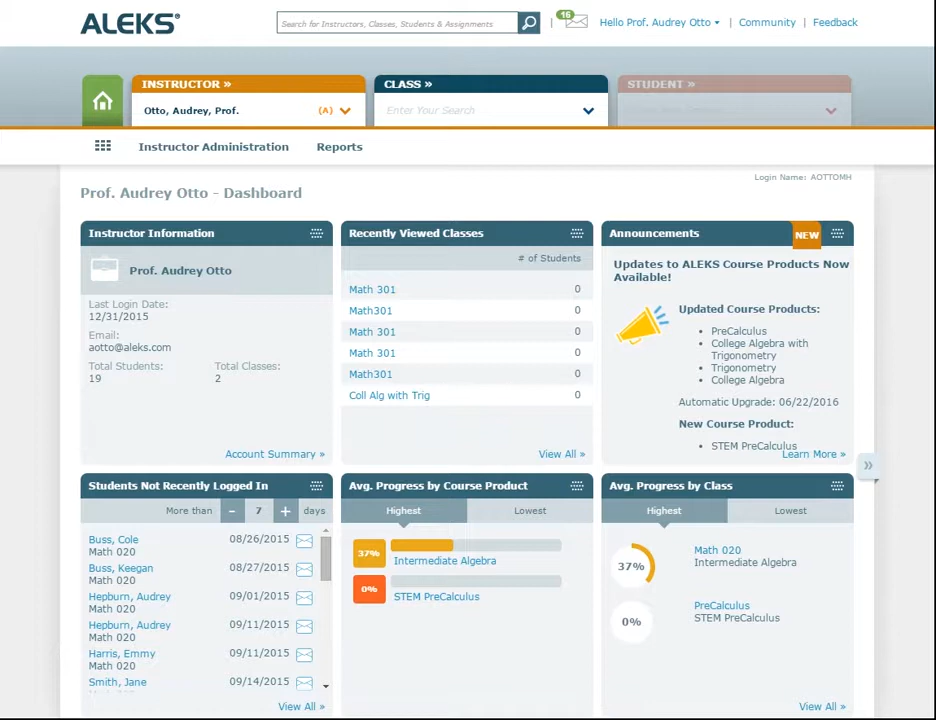 ALEKS®
Search for Instructors, Classes, Students & Assignments
16
Hello Prof. Audrey Otto
Community
Feedback
INSTRUCTOR »
Otto, Audrey, Prof.
(A)
CLASS »
Enter Your Search
STUDENT »
Instructor Administration
Reports
Login Name: AOTTOMH
Prof. Audrey Otto - Dashboard
Instructor Information
Prof. Audrey Otto
Last Login Date:
12/31/2015
Email:
aotto@aleks.com
Total Students:
19
Total Classes:
2
Account Summary »
Recently Viewed Classes
# of Students
Math 301 0
Math301 0
Math 301 0
Math 301 0
Math301 0
Coll Alg with Trig 0
View All »
Announcements
NEW
Updates to ALEKS Course Products Now
Available!
Updated Course Products:
• PreCalculus
• College Algebra with
Trigonometry
• Trigonometry
• College Algebra
Automatic Upgrade: 06/22/2016
New Course Product:
• STEM PreCalculus
Learn More »
»
Students Not Recently Logged In
More than − 7 + days
Buss, Cole 08/26/2015
Math 020
Buss, Keegan 08/27/2015
Math 020
Hepburn, Audrey 09/01/2015
Math 020
Hepburn, Audrey 09/11/2015
Math 020
Harris, Emmy 09/11/2015
Math 020
Smith, Jane 09/14/2015
View All »
Avg. Progress by Course Product
Highest
Lowest
37%
Intermediate Algebra
0%
STEM PreCalculus
Avg. Progress by Class
Highest
Lowest
37%
Math 020
Intermediate Algebra
0%
PreCalculus
STEM PreCalculus
View All »